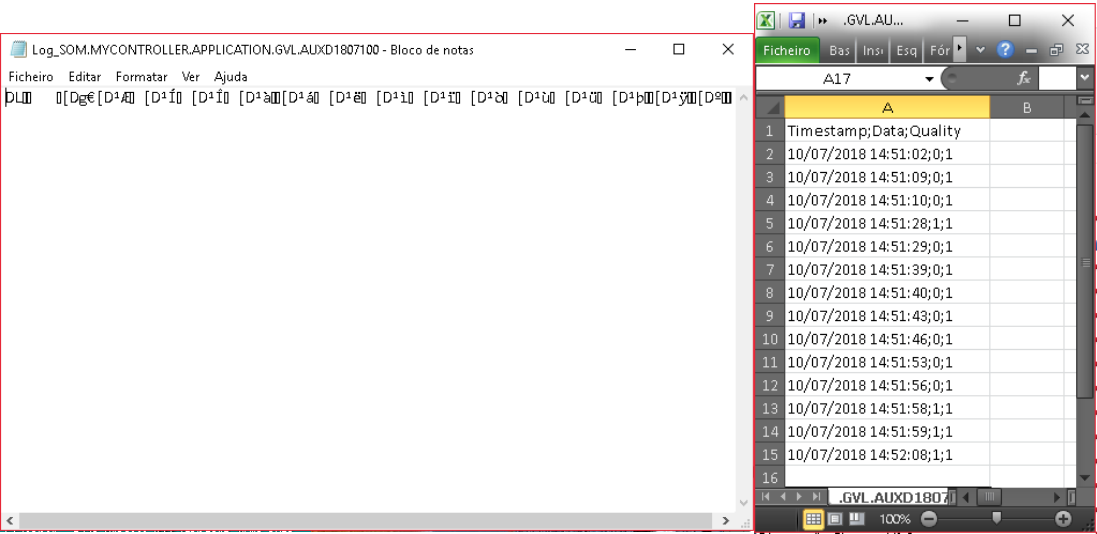 Log_SOM.MYCONTROLLER.APPLICATION.GVL.AUXD1807100 - Bloco de notas
Ficheiro Editar Formatar Ver Ajuda
.GVL.AU...
Ficheiro Bas Inse Esq Fór
A17 fx
A B
1 Timestamp;Data;Quality
2 10/07/2018 14:51:02;0;1
3 10/07/2018 14:51:09;0;1
4 10/07/2018 14:51:10;0;1
5 10/07/2018 14:51:28;1;1
6 10/07/2018 14:51:29;0;1
7 10/07/2018 14:51:39;0;1
8 10/07/2018 14:51:40;0;1
9 10/07/2018 14:51:43;0;1
10 10/07/2018 14:51:46;0;1
11 10/07/2018 14:51:53;0;1
12 10/07/2018 14:51:56;0;1
13 10/07/2018 14:51:58;1;1
14 10/07/2018 14:51:59;1;1
15 10/07/2018 14:52:08;1;1
16
.GVL.AUXD1807
100%